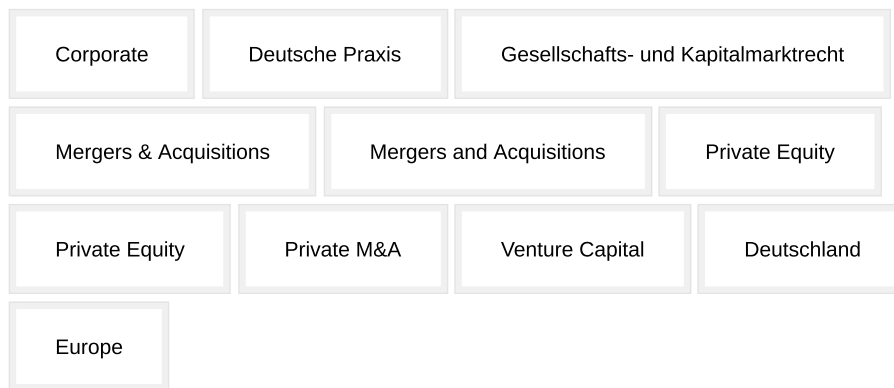 Corporate Deutsche Praxis Gesellschafts- und Kapitalmarktrecht
Mergers & Acquisitions Mergers and Acquisitions Private Equity
Private Equity Private M&A Venture Capital Deutschland
Europe